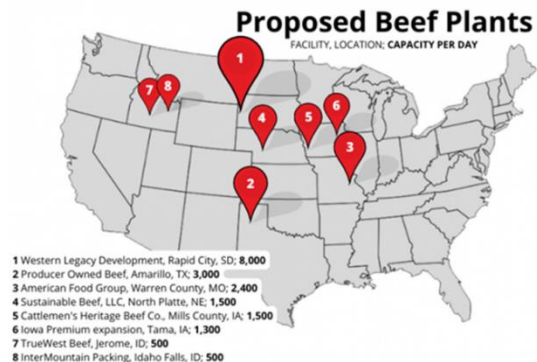 Proposed Beef Plants
FACILITY, LOCATION; CAPACITY PER DAY
1
7
8
6
4
5
3
2
1 Western Legacy Development, Rapid City, SD; 8,000
2 Producer Owned Beef, Amarillo, TX; 3,000
3 American Food Group, Warren County, MO; 2,400
4 Sustainable Beef, LLC, North Platte, NE; 1,500
5 Cattlemen's Heritage Beef Co., Mills County, IA; 1,500
6 Iowa Premium expansion, Tama, IA; 1,300
7 TrueWest Beef, Jerome, ID; 500
8 InterMountain Packing, Idaho Falls, ID; 500